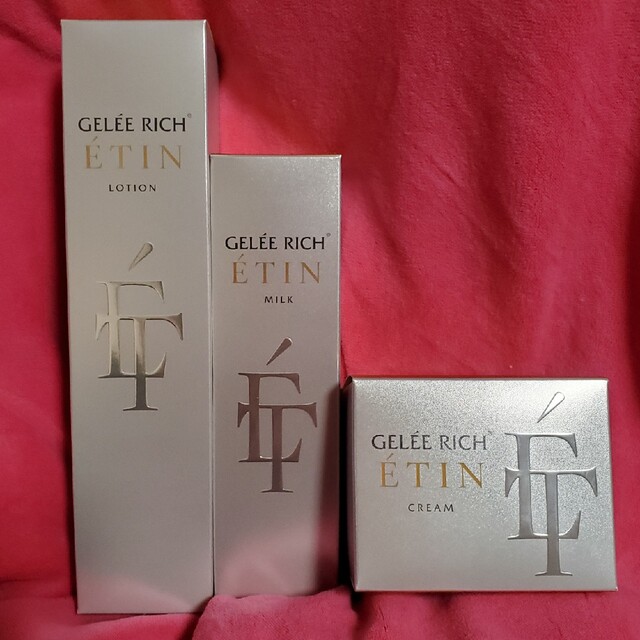 GELÉE RICH®
ÉTIN
LOTION
ÉT
GELÉE RICH®
ÉTIN
MILK
ÉT
GELÉE RICH®
ÉTIN
CREAM
ÉT